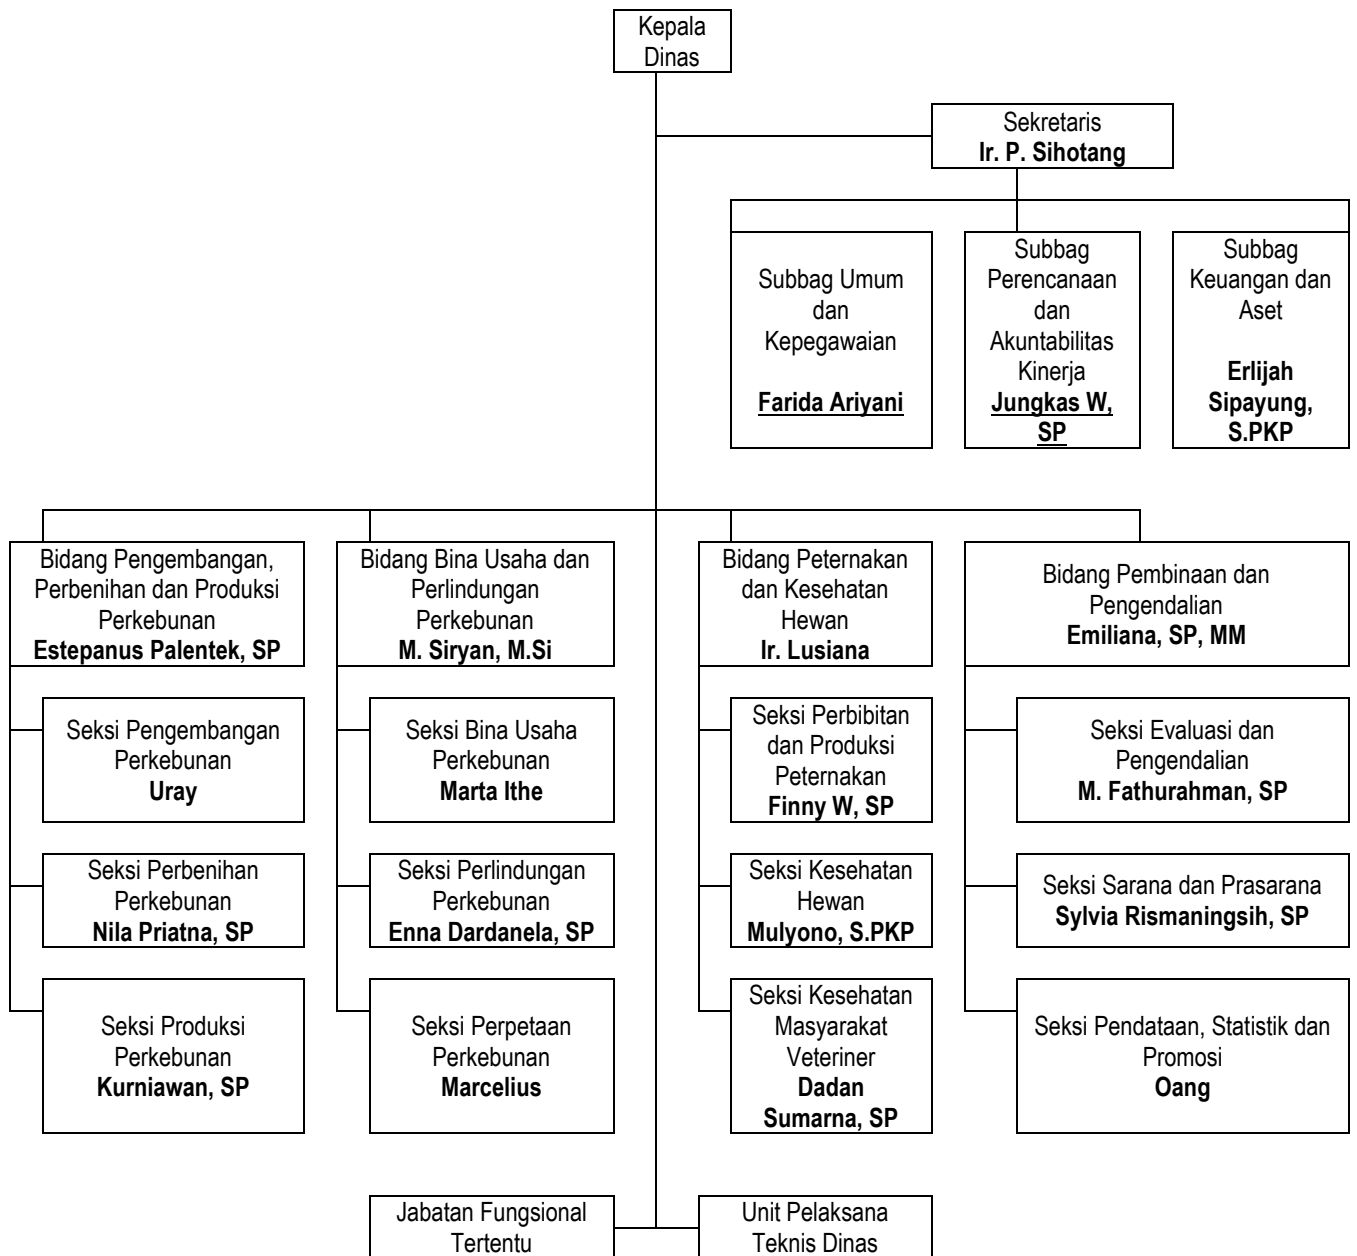 Kepala
Dinas
Sekretaris
Ir. P. Sihotang
Subbag Umum
dan
Kepegawaian
Farida Ariyani
Subbag
Perencanaan
dan
Akuntabilitas
Kinerja
Jungkas W,
SP
Subbag
Keuangan dan
Aset
Erlijah
Sipayung,
S.PKP
Bidang Pengembangan,
Perbenihan dan Produksi
Perkebunan
Estepanus Palentek, SP
Bidang Bina Usaha dan
Perlindungan
Perkebunan
M. Siryan, M.Si
Bidang Peternakan
dan Kesehatan
Hewan
Ir. Lusiana
Bidang Pembinaan dan
Pengendalian
Emiliana, SP, MM
Seksi Pengembangan
Perkebunan
Uray
Seksi Bina Usaha
Perkebunan
Marta Ithe
Seksi Perbibitan
dan Produksi
Peternakan
Finny W, SP
Seksi Evaluasi dan
Pengendalian
M. Fathurahman, SP
Seksi Perbenihan
Perkebunan
Nila Priatna, SP
Seksi Perlindungan
Perkebunan
Enna Dardanela, SP
Seksi Kesehatan
Hewan
Mulyono, S.PKP
Seksi Sarana dan Prasarana
Sylvia Rismaningsih, SP
Seksi Produksi
Perkebunan
Kurniawan, SP
Seksi Perpetaan
Perkebunan
Marcelius
Seksi Kesehatan
Masyarakat
Veteriner
Dadan
Sumarna, SP
Seksi Pendataan, Statistik dan
Promosi
Oang
Jabatan Fungsional
Tertentu
Unit Pelaksana
Teknis Dinas